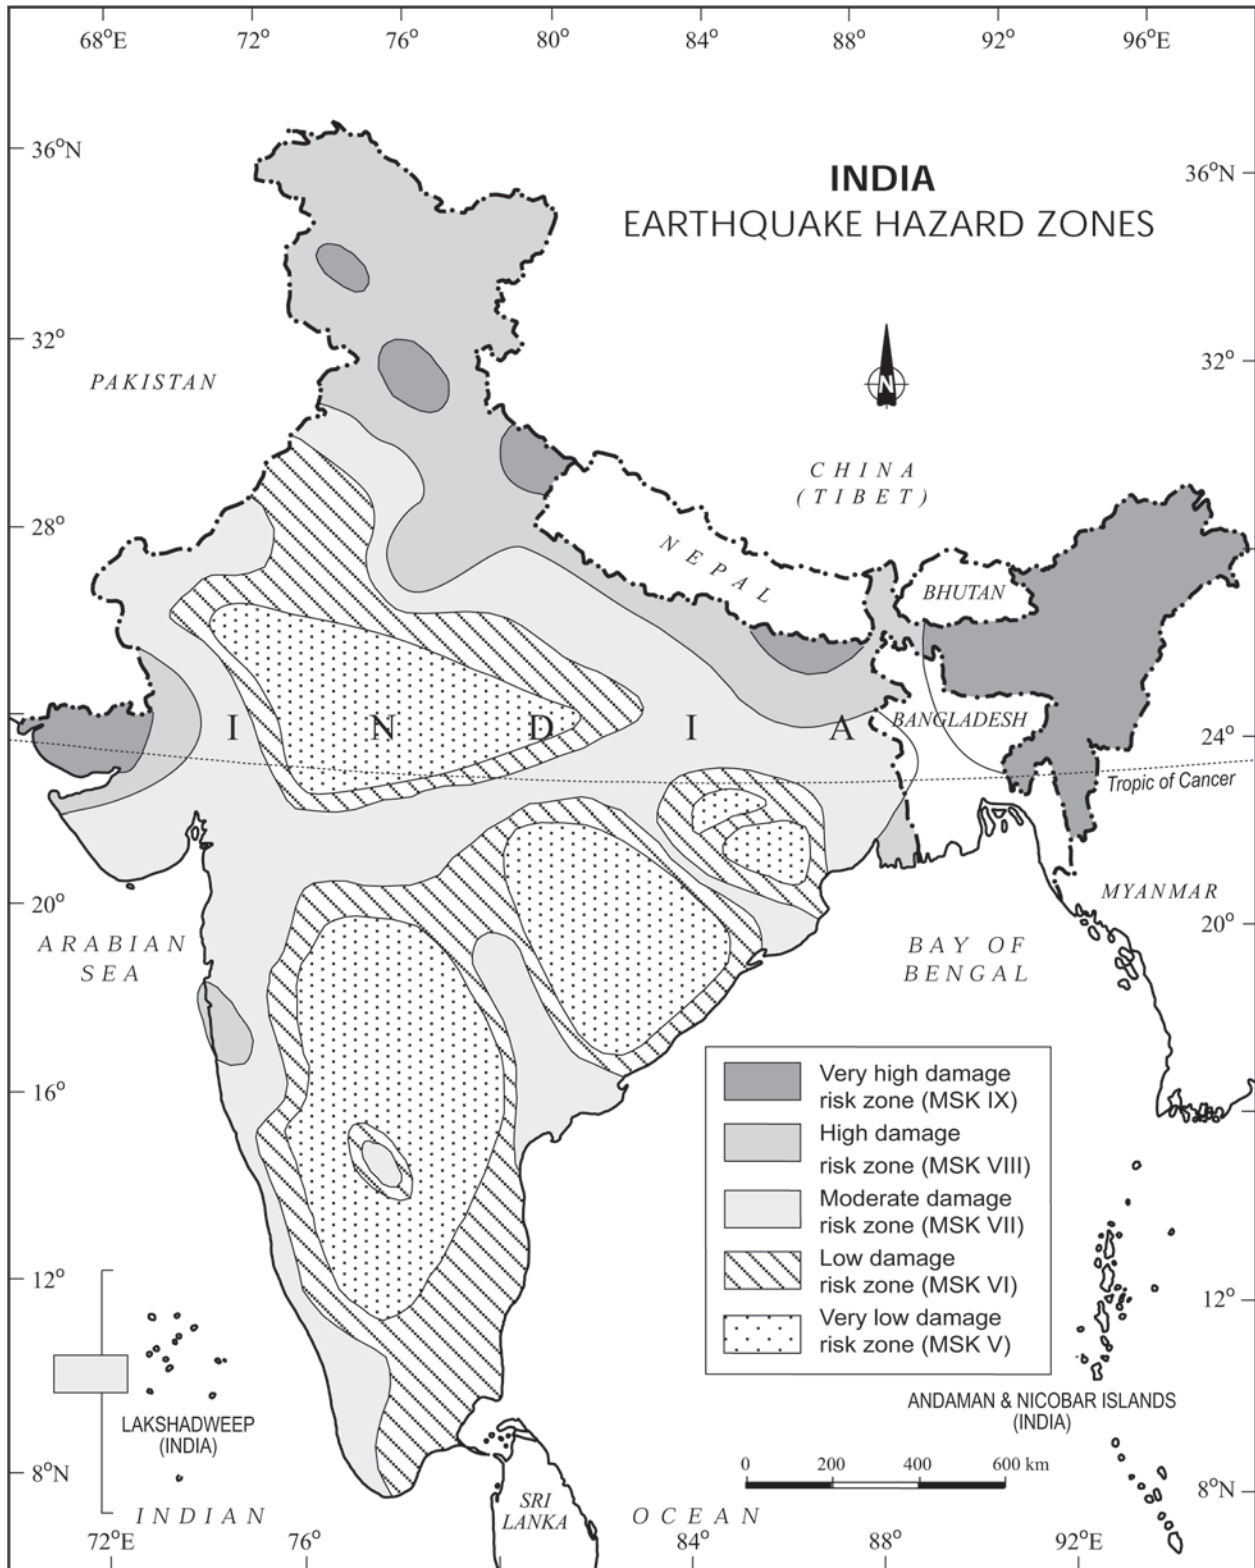 68°E 72° 76° 80° 84° 88° 92° 96°E
36°N
36°N
INDIA
EARTHQUAKE HAZARD ZONES
32°
32°
PAKISTAN
N
CHINA
(TIBET)
28°
NEPAL
BHUTAN
I N D I A
BANGLADESH
24°
Tropic of Cancer
20°
MYANMAR
20°
ARABIAN
SEA
BAY OF
BENGAL
16°
Very high damage
risk zone (MSK IX)
High damage
risk zone (MSK VIII)
Moderate damage
risk zone (MSK VII)
Low damage
risk zone (MSK VI)
Very low damage
risk zone (MSK V)
12°
12°
LAKSHADWEEP
(INDIA)
ANDAMAN & NICOBAR ISLANDS
(INDIA)
0 200 400 600 km
8°N
8°N
INDIAN
SRI
LANKA
OCEAN
72°E 76° 84° 88° 92°E